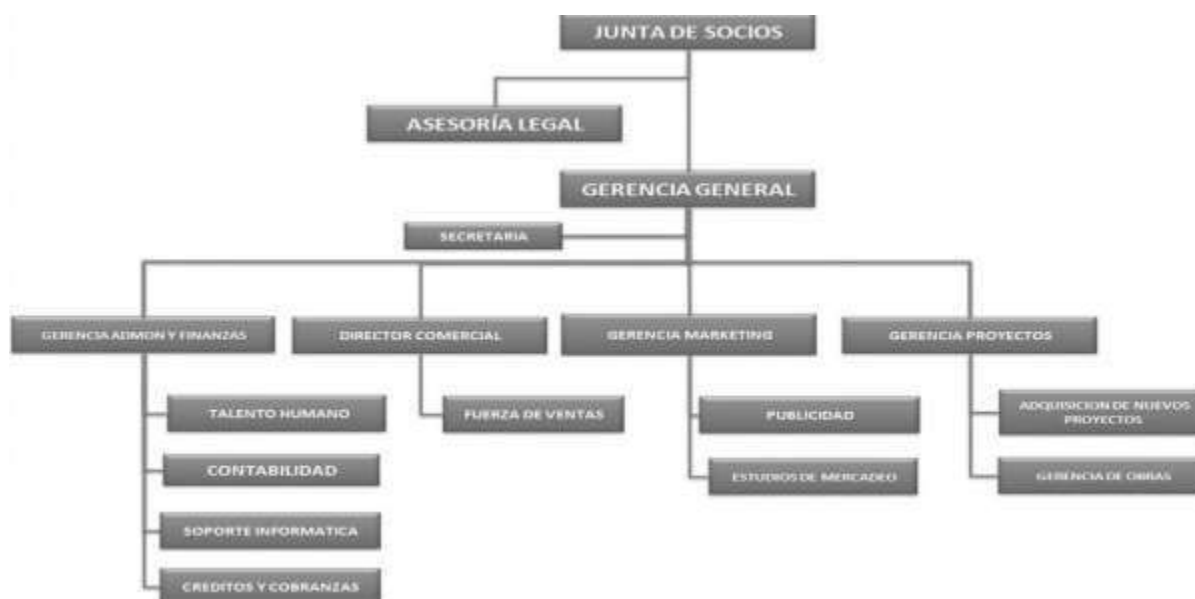 JUNTA DE SOCIOS
ASESORÍA LEGAL
GERENCIA GENERAL
SECRETARIA
GERENCIA ADMON Y FINANZAS
DIRECTOR COMERCIAL
GERENCIA MARKETING
GERENCIA PROYECTOS
TALENTO HUMANO
FUERZA DE VENTAS
PUBLICIDAD
ADQUISICION DE NUEVOS
PROYECTOS
CONTABILIDAD
ESTUDIOS DE MERCADEO
GERENCIA DE OBRAS
SOPORTE INFORMATICA
CREDITOS Y COBRANZAS